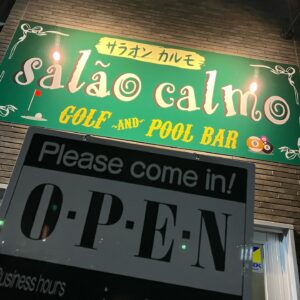 サラオン カルモ
salão calmo
GOLF -AND- POOL BAR
Please come in!
O·P·E·N
Business hours